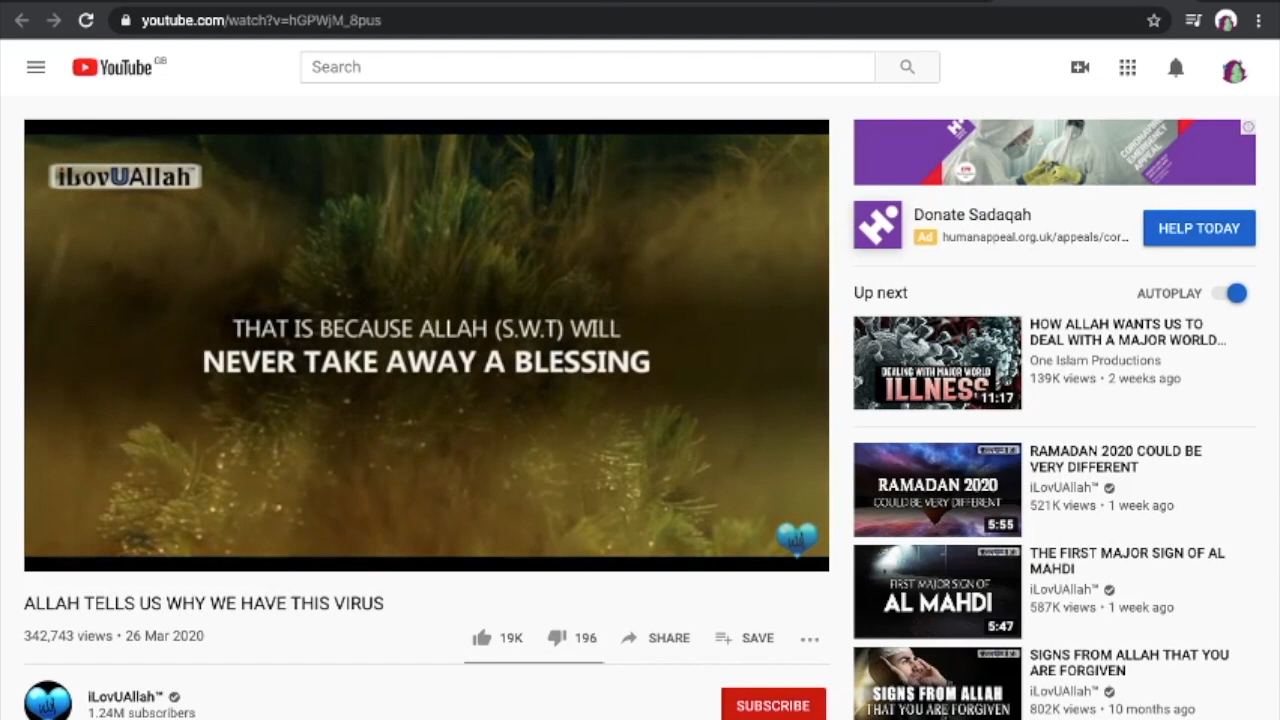 youtube.com/watch?v=hGPWjM_8pus
YouTube GB
Search
iLovUAllah™
THAT IS BECAUSE ALLAH (S.W.T) WILL
NEVER TAKE AWAY A BLESSING
ALLAH TELLS US WHY WE HAVE THIS VIRUS
342,743 views • 26 Mar 2020
19K 196 SHARE SAVE
iLovUAllah™
1.24M subscribers
SUBSCRIBE
CORONAVIRUS
EMERGENCY
APPEAL
Donate Sadaqah
Ad humanappeal.org.uk/appeals/cor...
HELP TODAY
Up next
AUTOPLAY
DEALING WITH MAJOR WORLD
ILLNESS
11:17
HOW ALLAH WANTS US TO
DEAL WITH A MAJOR WORLD...
One Islam Productions
139K views • 2 weeks ago
RAMADAN 2020
COULD BE VERY DIFFERENT
5:55
RAMADAN 2020 COULD BE
VERY DIFFERENT
iLovUAllah™
521K views • 1 week ago
FIRST MAJOR SIGN OF
AL MAHDI
5:47
THE FIRST MAJOR SIGN OF AL
MAHDI
iLovUAllah™
587K views • 1 week ago
SIGNS FROM ALLAH
THAT YOU ARE FORGIVEN
SIGNS FROM ALLAH THAT YOU
ARE FORGIVEN
iLovUAllah™
802K views • 10 months ago